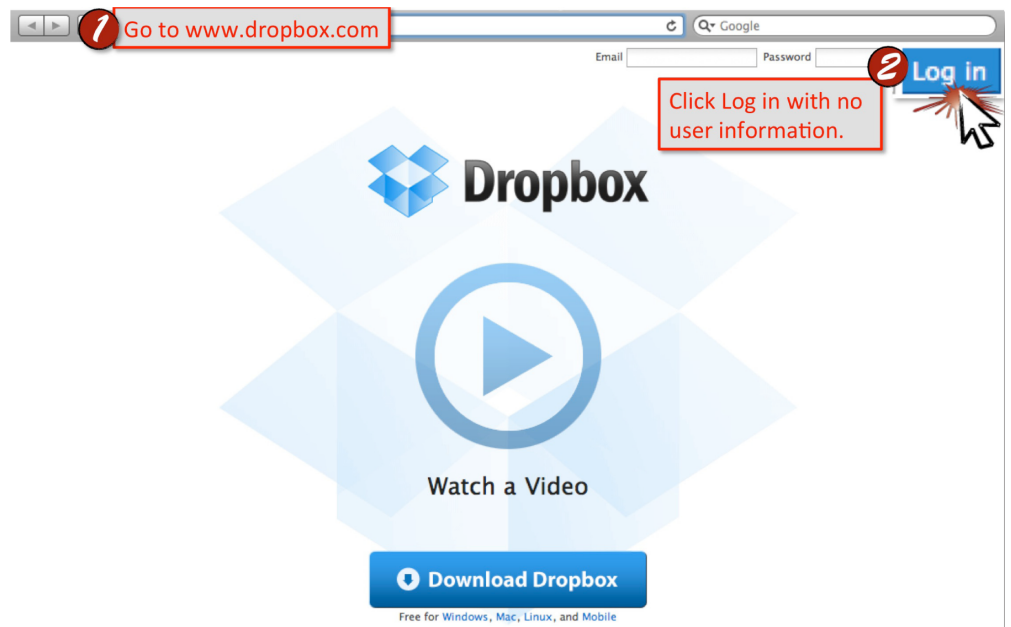 1 Go to www.dropbox.com
Google
Email Password
2 Log in
Click Log in with no
user information.
Dropbox
Watch a Video
Download Dropbox
Free for Windows, Mac, Linux, and Mobile